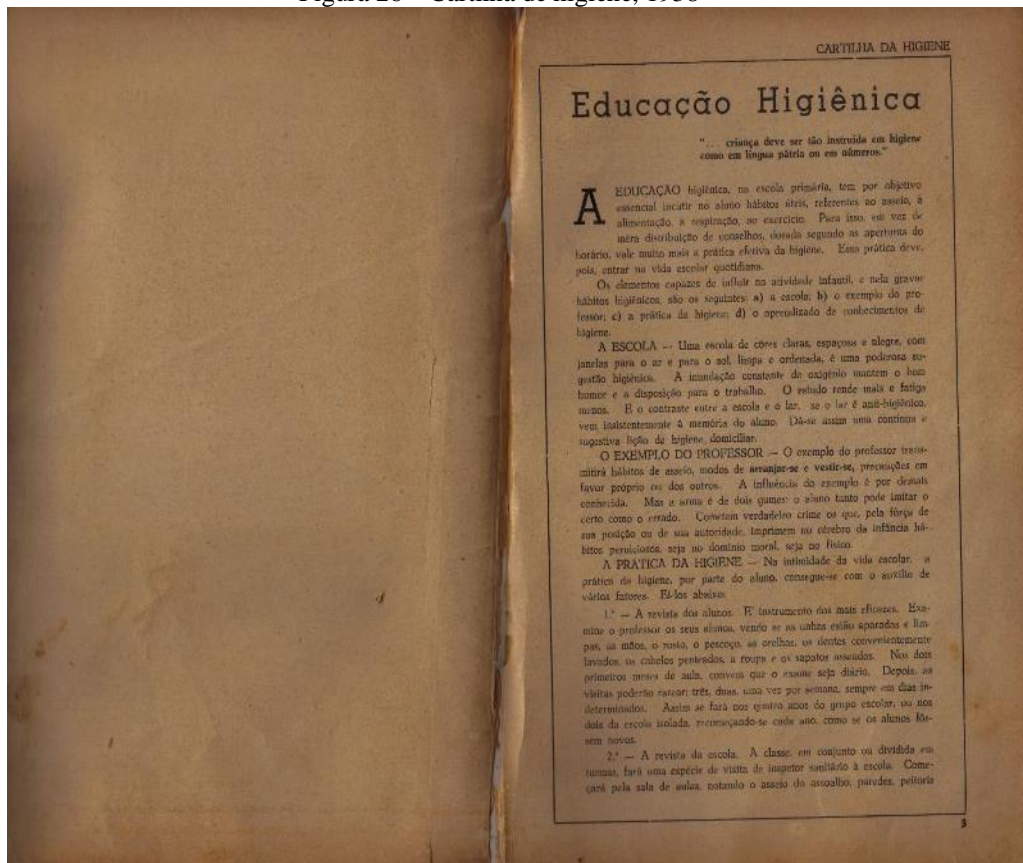 CARTILHA DA HIGIENE
Educação Higiênica
"... criança deve ser tão instruida em higiene
como em língua pátria ou em números."
A EDUCAÇÃO higiênica, na escola primária, tem por objetivo
essencial incutir no aluno hábitos úteis, referentes ao asseio, à
alimentação, à respiração, ao exercício. Para isso, em vez de
mera distribuição de conselhos, dosada segundo as aperturas do
horário, vale muito mais a prática efetiva da higiene. Essa prática deve,
pois, entrar na vida escolar quotidiana.
Os elementos capazes de influir na atividade infantil, e nela gravar
hábitos higiênicos, são os seguintes: a) a escola; b) o exemplo do pro-
fessor; c) a prática da higiene; d) o aprendizado de conhecimentos de
higiene.
A ESCOLA — Uma escola de côres claras, espaçosa e alegre, com
janelas para o ar e para o sol, limpa e ordenada, é uma poderosa su-
gestão higiênica. A inundação constante de oxigênio mantem o bom
humor e a disposição para o trabalho. O estudo rende mais e fatiga
menos. E o contraste entre a escola e o lar, se o lar é anti-higiênico,
vem insistentemente à memória do aluno. Dá-se assim uma contínua e
sugestiva lição de higiene domiciliar.
O EXEMPLO DO PROFESSOR — O exemplo do professor trans-
mitirá hábitos de asseio, modos de arranjar-se e vestir-se, precauções em
favor próprio ou dos outros. A influência do exemplo é por demais
conhecida. Mas a arma é de dois gumes: o aluno tanto pode imitar o
certo como o errado. Cometem verdadeiro crime os que, pela fôrça de
sua posição ou de sua autoridade, imprimem no cérebro da infância há-
bitos perniciosos, seja no domínio moral, seja no físico.
A PRÁTICA DA HIGIENE — Na intimidade da vida escolar, a
prática da higiene, por parte do aluno, consegue-se com o auxílio de
vários fatores. Ei-los abaixo:
1.º — A revista dos alunos. E' instrumento dos mais eficazes. Exa-
mine o professor os seus alunos, vendo se as unhas estão aparadas e lim-
pas, as mãos, o rosto, o pescoço, as orelhas, os dentes convenientemente
lavados, os cabelos penteados, a roupa e os sapatos asseados. Nos dois
primeiros meses de aula, convem que o exame seja diário. Depois, as
visitas poderão rarear: três, duas, uma vez por semana, sempre em dias in-
determinados. Assim se fará nos quatro anos do grupo escolar, ou nos
dois da escola isolada, recomeçando-se cada ano, como se os alunos fôs-
sem novos.
2.º — A revista da escola. A classe, em conjunto ou dividida em
turmas, fará uma espécie de visita de inspetor sanitário à escola. Come-
çará pela sala de aulas, notando o asseio do assoalho, paredes, peitoris